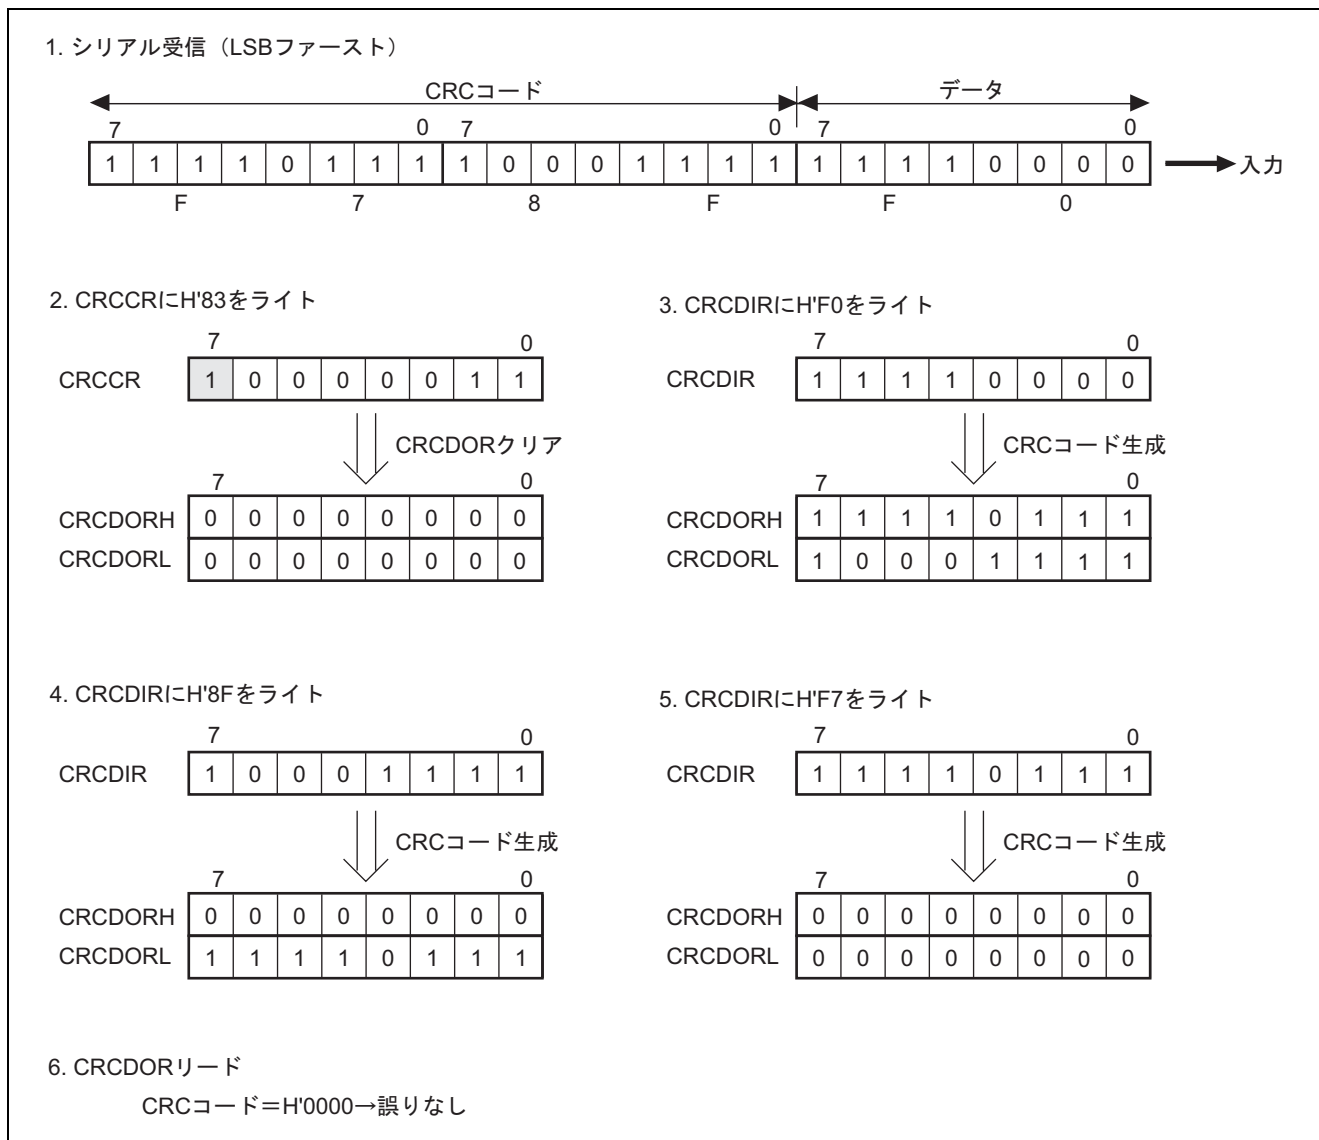 1. シリアル受信（LSBファースト）
CRCコード データ
7 0 7 0 7 0
1 1 1 1 0 1 1 1 1 0 0 0 1 1 1 1 1 1 1 1 0 0 0 0 入力
F 7 8 F F 0
2. CRCCRにH'83をライト
7 0
CRCCR 1 0 0 0 0 0 1 1
CRCDORクリア
7 0
CRCDORH 0 0 0 0 0 0 0 0
CRCDORL 0 0 0 0 0 0 0 0
3. CRCDIRにH'F0をライト
7 0
CRCDIR 1 1 1 1 0 0 0 0
CRCコード生成
7 0
CRCDORH 1 1 1 1 0 1 1 1
CRCDORL 1 0 0 0 1 1 1 1
4. CRCDIRにH'8Fをライト
7 0
CRCDIR 1 0 0 0 1 1 1 1
CRCコード生成
7 0
CRCDORH 0 0 0 0 0 0 0 0
CRCDORL 1 1 1 1 0 1 1 1
5. CRCDIRにH'F7をライト
7 0
CRCDIR 1 1 1 1 0 1 1 1
CRCコード生成
7 0
CRCDORH 0 0 0 0 0 0 0 0
CRCDORL 0 0 0 0 0 0 0 0
6. CRCDORリード
CRCコード＝H'0000→誤りなし